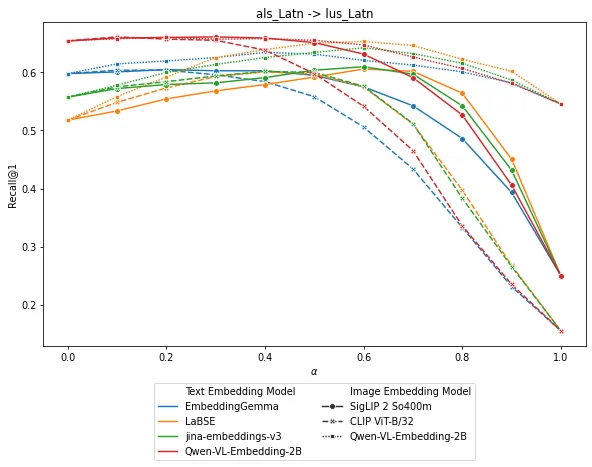 als_Latn -> lus_Latn
Recall@1
0.6
0.5
0.4
0.3
0.2
0.0 0.2 0.4 0.6 0.8 1.0
α
Text Embedding Model Image Embedding Model
EmbeddingGemma SigLIP 2 So400m
LaBSE CLIP ViT-B/32
jina-embeddings-v3 Qwen-VL-Embedding-2B
Qwen-VL-Embedding-2B